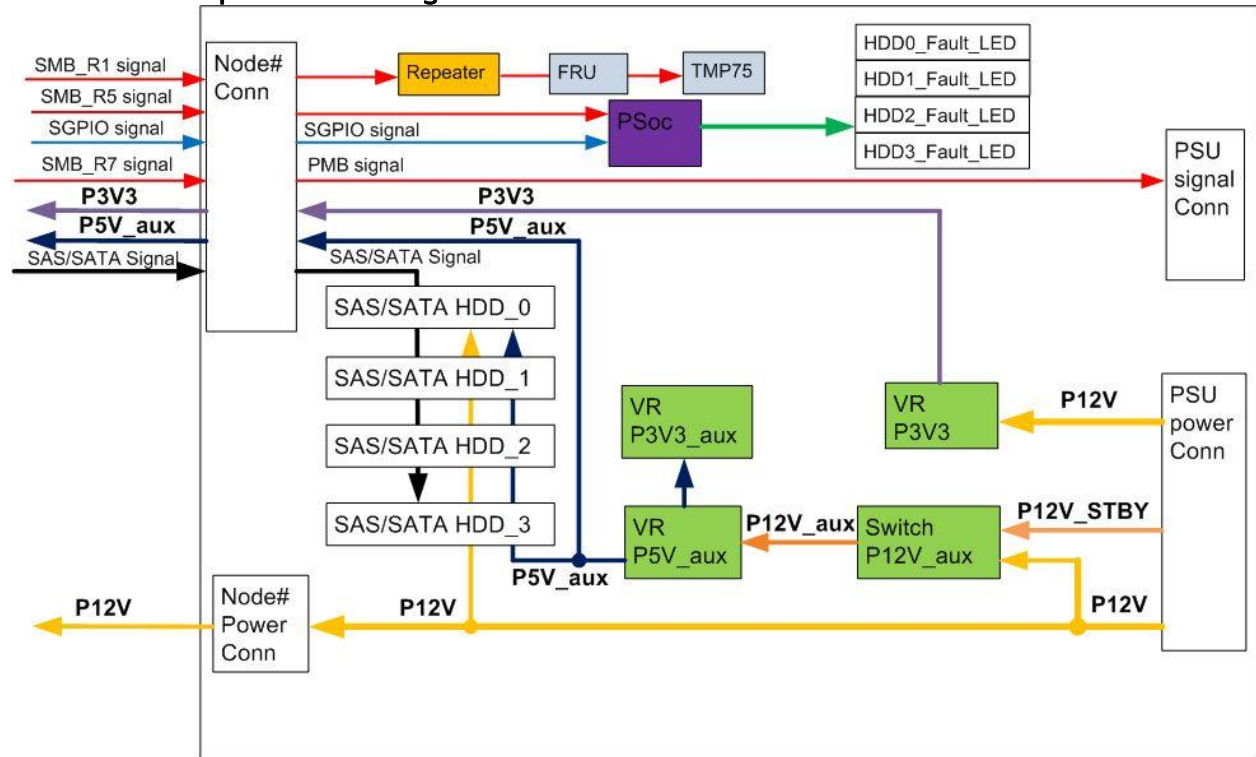 SMB_R1 signal
SMB_R5 signal
SGPIO signal
SMB_R7 signal
P3V3
P5V_aux
SAS/SATA Signal
Node#
Conn
Repeater
FRU
TMP75
HDD0_Fault_LED
HDD1_Fault_LED
HDD2_Fault_LED
HDD3_Fault_LED
SGPIO signal
PSoc
PMB signal
PSU
signal
Conn
P3V3
P5V_aux
SAS/SATA Signal
SAS/SATA HDD_0
SAS/SATA HDD_1
SAS/SATA HDD_2
SAS/SATA HDD_3
VR
P3V3_aux
VR
P3V3
P12V
PSU
power
Conn
VR
P5V_aux
P12V_aux
Switch
P12V_aux
P12V_STBY
P5V_aux
P12V
Node#
Power
Conn
P12V
P12V